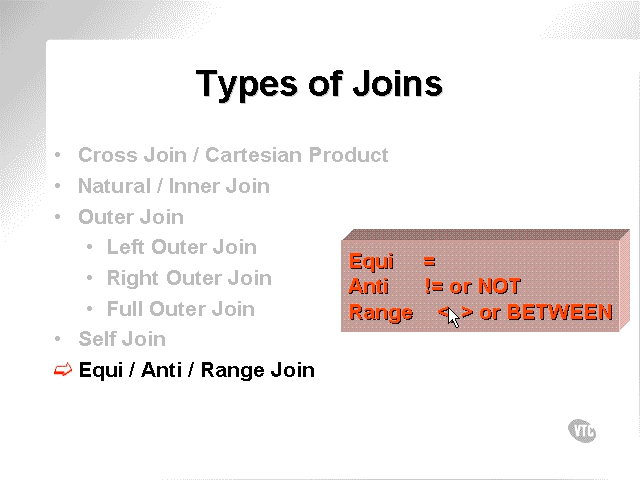 Types of Joins
• Cross Join / Cartesian Product
• Natural / Inner Join
• Outer Join
• Left Outer Join
• Right Outer Join
• Full Outer Join
• Self Join
Equi / Anti / Range Join
Equi =
Anti != or NOT
Range < > or BETWEEN
VTC